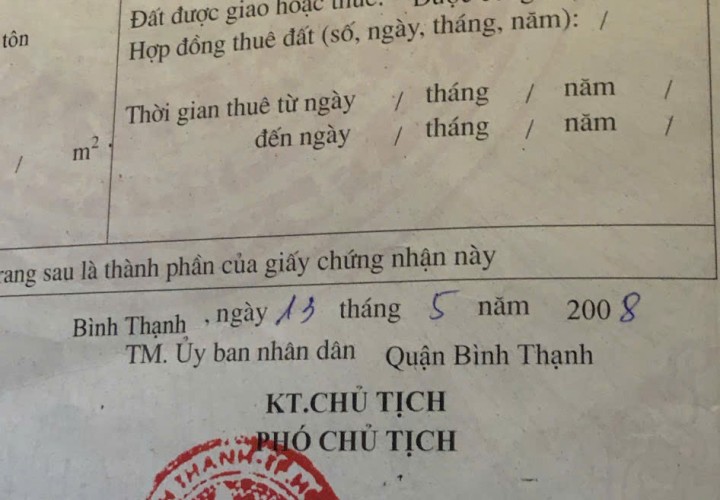 tôn
Đất được giao hoặc thuê:
Hợp đồng thuê đất (số, ngày, tháng, năm): /
Thời gian thuê từ ngày / tháng / năm /
đến ngày / tháng / năm /
/ m²
rang sau là thành phần của giấy chứng nhận này
Bình Thạnh , ngày 13 tháng 5 năm 2008
TM. Ủy ban nhân dân Quận Bình Thạnh
KT.CHỦ TỊCH
PHÓ CHỦ TỊCH
THẠNH-T.P.H